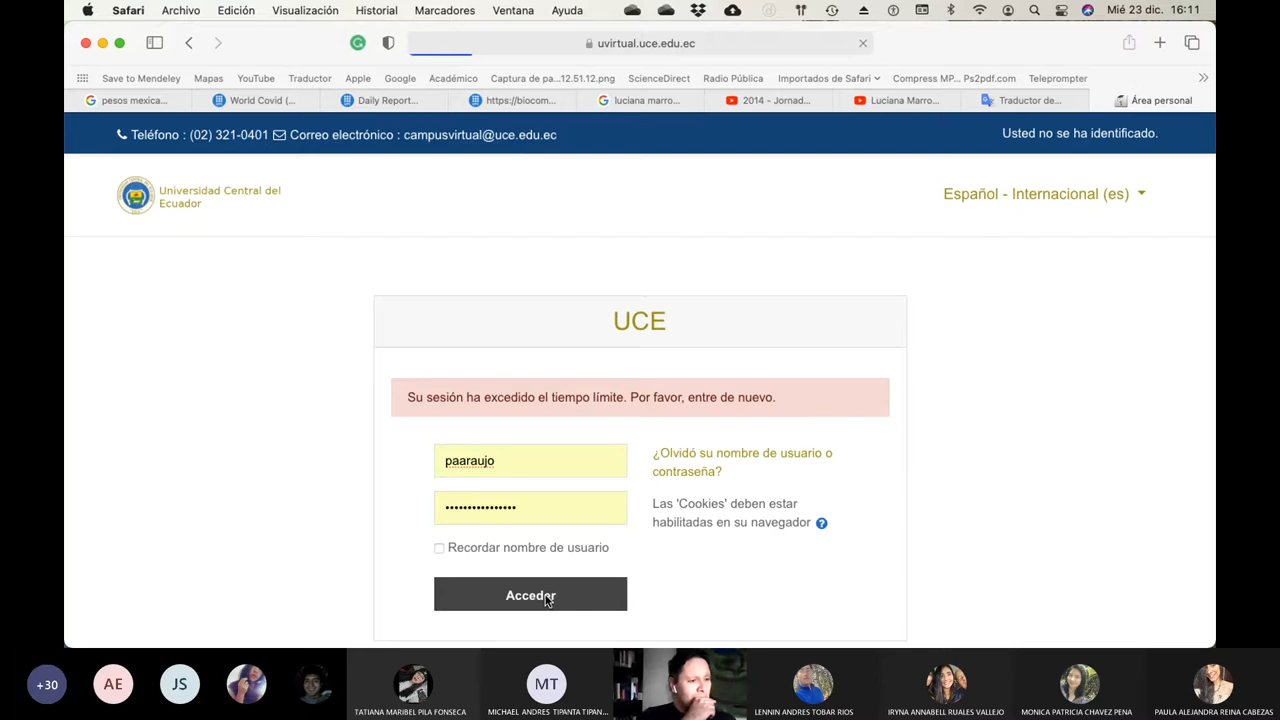 Safari Archivo Edición Visualización Historial Marcadores Ventana Ayuda Mié 23 dic. 16:11
uvirtual.uce.edu.ec
Save to Mendeley Mapas YouTube Traductor Apple Google Académico Captura de pa...12.51.12.png ScienceDirect Radio Pública Importados de Safari Compress MP... Ps2pdf.com Teleprompter
pesos mexica... World Covid (... Daily Report... https://biocom... luciana marro... 2014 - Jornad... Luciana Marro... Traductor de... Área personal
Teléfono : (02) 321-0401 Correo electrónico : campusvirtual@uce.edu.ec Usted no se ha identificado.
Universidad Central del
Ecuador
Español - Internacional (es)
UCE
Su sesión ha excedido el tiempo límite. Por favor, entre de nuevo.
paaraujo
¿Olvidó su nombre de usuario o
contraseña?
••••••••••••••••
Las 'Cookies' deben estar
habilitadas en su navegador ?
Recordar nombre de usuario
Acceder
+30 AE JS MT
TATIANA MARIBEL PILA FONSECA MICHAEL ANDRES TIPANTA TIPAN... LENNIN ANDRES TOBAR RIOS IRYNA ANNABELL RUALES VALLEJO MONICA PATRICIA CHAVEZ PEÑA PAULA ALEJANDRA REINA CABEZAS